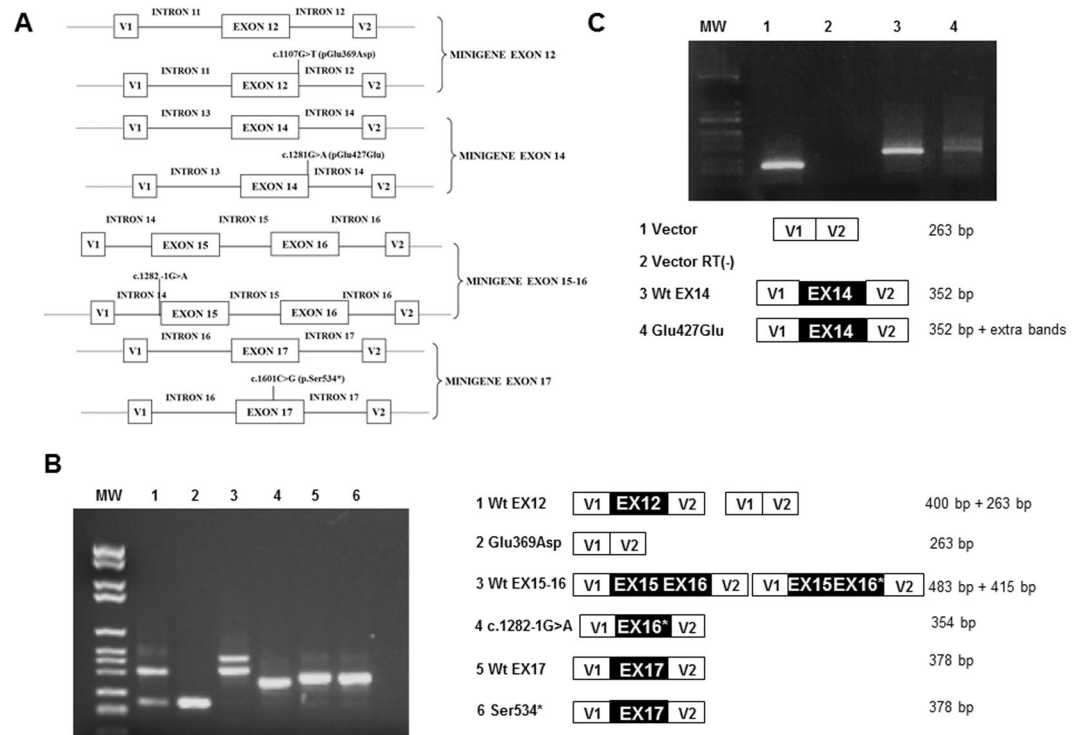 A
V1 INTRON 11 EXON 12 INTRON 12 V2
c.1107G>T (pGlu369Asp)
V1 INTRON 11 EXON 12 INTRON 12 V2
MINIGENE EXON 12
V1 INTRON 13 EXON 14 INTRON 14 V2
c.1281G>A (pGlu427Glu)
V1 INTRON 13 EXON 14 INTRON 14 V2
MINIGENE EXON 14
V1 INTRON 14 EXON 15 INTRON 15 EXON 16 INTRON 16 V2
c.1282-1G>A
V1 INTRON 14 EXON 15 INTRON 15 EXON 16 INTRON 16 V2
MINIGENE EXON 15-16
V1 INTRON 16 EXON 17 INTRON 17 V2
c.1601C>G (p.Ser534*)
V1 INTRON 16 EXON 17 INTRON 17 V2
MINIGENE EXON 17
C
MW 1 2 3 4
1 Vector V1 V2 263 bp
2 Vector RT(-)
3 Wt EX14 V1 EX14 V2 352 bp
4 Glu427Glu V1 EX14 V2 352 bp + extra bands
B
MW 1 2 3 4 5 6
1 Wt EX12 V1 EX12 V2 V1 V2 400 bp + 263 bp
2 Glu369Asp V1 V2 263 bp
3 Wt EX15-16 V1 EX15 EX16 V2 V1 EX15EX16* V2 483 bp + 415 bp
4 c.1282-1G>A V1 EX16* V2 354 bp
5 Wt EX17 V1 EX17 V2 378 bp
6 Ser534* V1 EX17 V2 378 bp